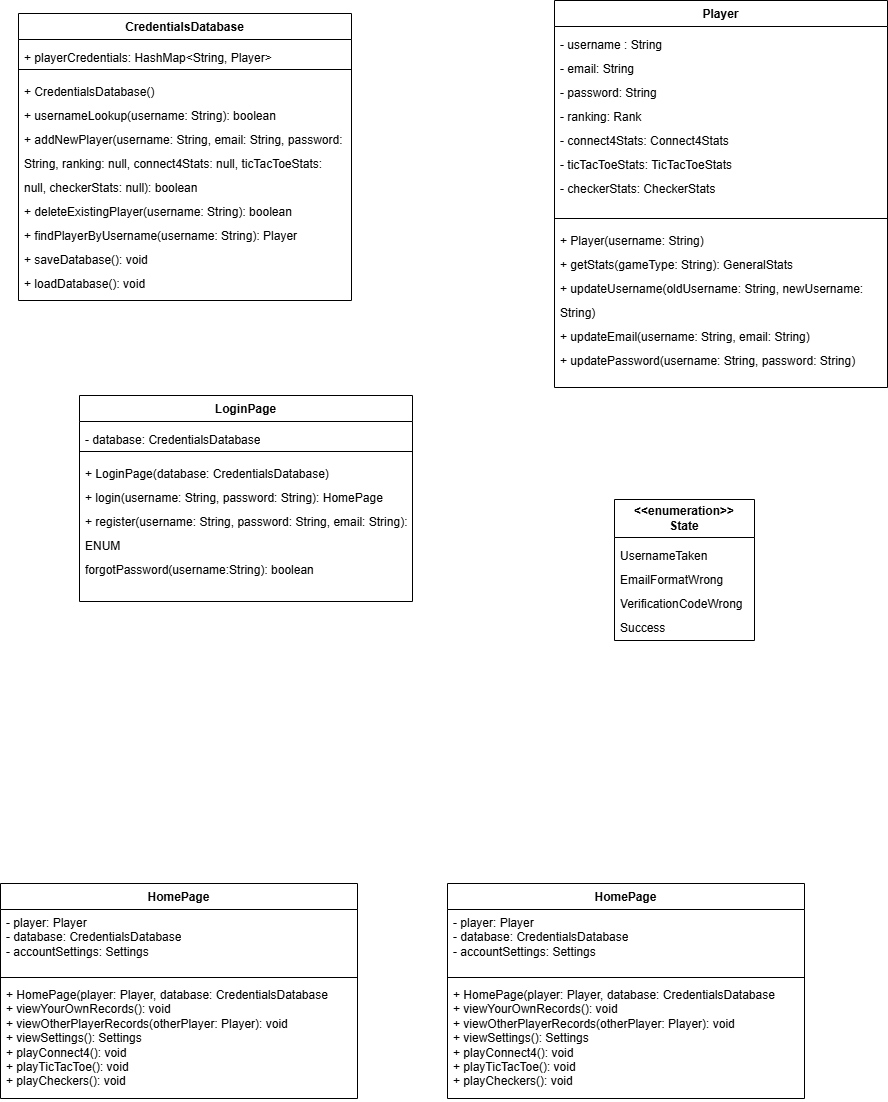 CredentialsDatabase
+ playerCredentials: HashMap<String, Player>
+ CredentialsDatabase()
+ usernameLookup(username: String): boolean
+ addNewPlayer(username: String, email: String, password:
String, ranking: null, connect4Stats: null, ticTacToeStats:
null, checkerStats: null): boolean
+ deleteExistingPlayer(username: String): boolean
+ findPlayerByUsername(username: String): Player
+ saveDatabase(): void
+ loadDatabase(): void
Player
- username : String
- email: String
- password: String
- ranking: Rank
- connect4Stats: Connect4Stats
- ticTacToeStats: TicTacToeStats
- checkerStats: CheckerStats
+ Player(username: String)
+ getStats(gameType: String): GeneralStats
+ updateUsername(oldUsername: String, newUsername:
String)
+ updateEmail(username: String, email: String)
+ updatePassword(username: String, password: String)
LoginPage
- database: CredentialsDatabase
+ LoginPage(database: CredentialsDatabase)
+ login(username: String, password: String): HomePage
+ register(username: String, password: String, email: String):
ENUM
forgotPassword(username:String): boolean
<<enumeration>>
State
UsernameTaken
EmailFormatWrong
VerificationCodeWrong
Success
HomePage
- player: Player
- database: CredentialsDatabase
- accountSettings: Settings
+ HomePage(player: Player, database: CredentialsDatabase
+ viewYourOwnRecords(): void
+ viewOtherPlayerRecords(otherPlayer: Player): void
+ viewSettings(): Settings
+ playConnect4(): void
+ playTicTacToe(): void
+ playCheckers(): void
HomePage
- player: Player
- database: CredentialsDatabase
- accountSettings: Settings
+ HomePage(player: Player, database: CredentialsDatabase
+ viewYourOwnRecords(): void
+ viewOtherPlayerRecords(otherPlayer: Player): void
+ viewSettings(): Settings
+ playConnect4(): void
+ playTicTacToe(): void
+ playCheckers(): void